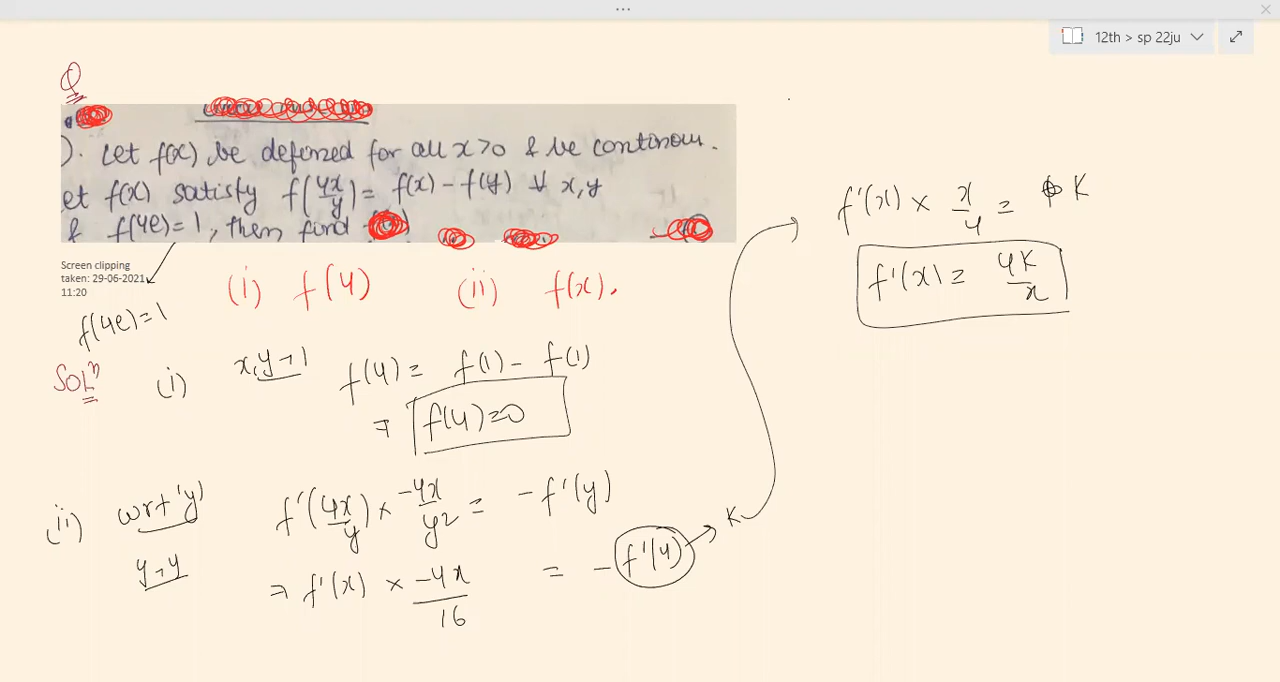 ...
12th > sp 22ju
Q
). Let f(x) be defined for all x>0 & be continous.
et f(x) satisfy f(4x/y) = f(x) - f(y) ∀ x, y
& f(4e)=1, then find
Screen clipping
taken: 29-06-2021
11:20
(i) f(4) (ii) f(x).
f(4e)=1
SOLⁿ (i) x,y→1 f(4) = f(1) - f(1)
⇒ f(4)=0
(ii) wrt 'y' f'(4x/y) × -4x/y² = -f'(y)
y→4 ⇒ f'(x) × -4x/16 = -f'(4) → K
f'(x) × x/4 = K
f'(x) = 4K/x